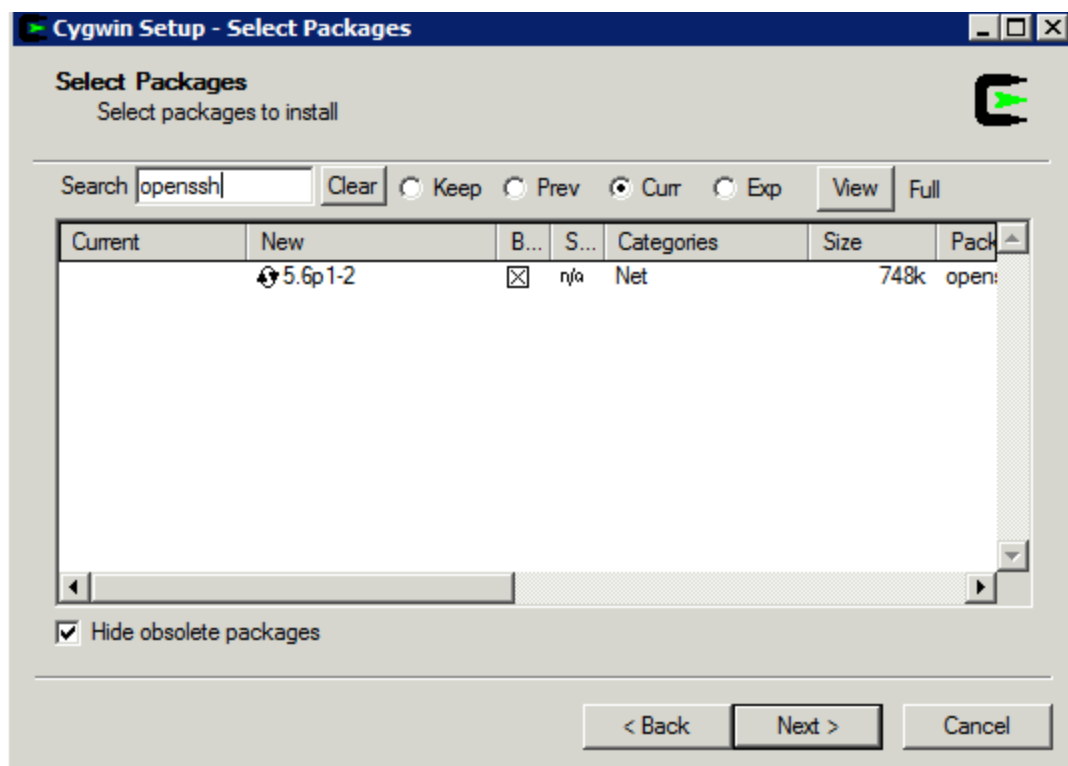 Cygwin Setup - Select Packages
Select Packages
Select packages to install
Search openssh Clear Keep Prev Curr Exp View Full
Current New B... S... Categories Size Pack
5.6p1-2 n/a Net 748k opens
Hide obsolete packages
< Back Next > Cancel